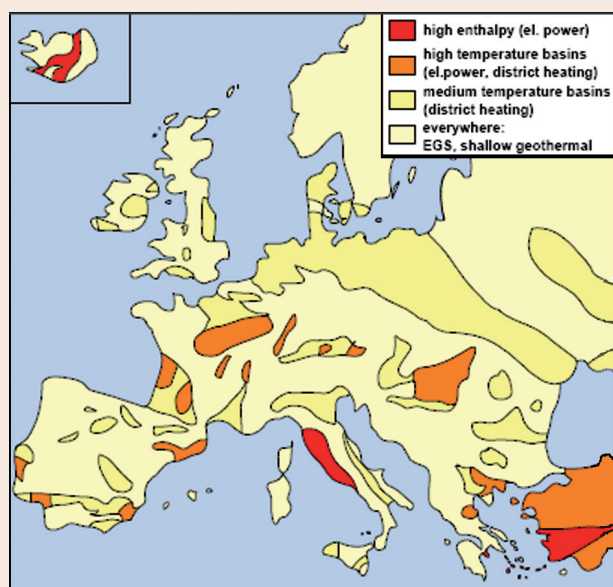 high enthalpy (el. power)
high temperature basins
(el.power, district heating)
medium temperature basins
(district heating)
everywhere:
EGS, shallow geothermal